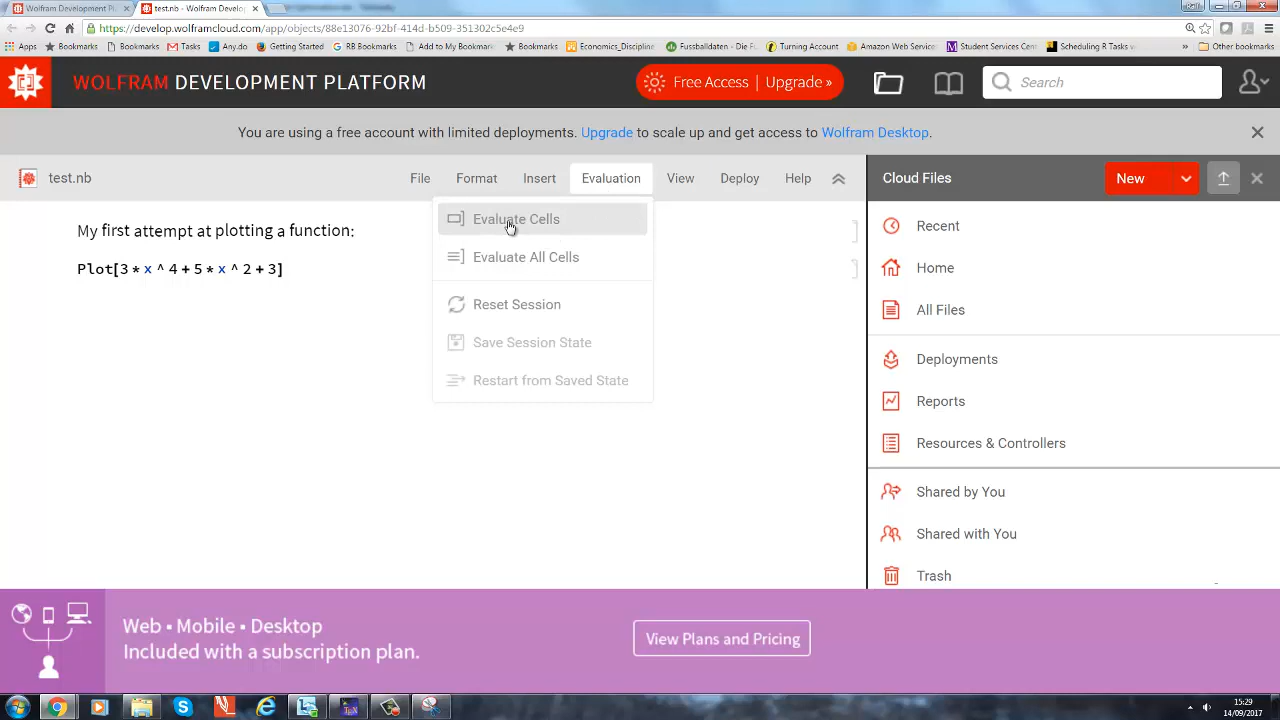 Wolfram Development P
test.nb - Wolfram Develo
https://develop.wolframcloud.com/app/objects/88e13076-92bf-414d-b509-351302c5e4e9
Apps Bookmarks Bookmarks Tasks Any.do Getting Started RB Bookmarks Add to My Bookmar Economics_Discipline Fussballdaten - Die F Turning Account Amazon Web Servic Student Services Cen Scheduling R Tasks v » Other bookmarks
WOLFRAM DEVELOPMENT PLATFORM
Free Access | Upgrade »
Search
You are using a free account with limited deployments. Upgrade to scale up and get access to Wolfram Desktop.
test.nb
File Format Insert Evaluation View Deploy Help
Cloud Files
New
My first attempt at plotting a function:
Plot[3*x^4+5*x^2+3]
Evaluate Cells
Evaluate All Cells
Reset Session
Save Session State
Restart from Saved State
Recent
Home
All Files
Deployments
Reports
Resources & Controllers
Shared by You
Shared with You
Trash
Web • Mobile • Desktop
Included with a subscription plan.
View Plans and Pricing
15:29
14/09/2017